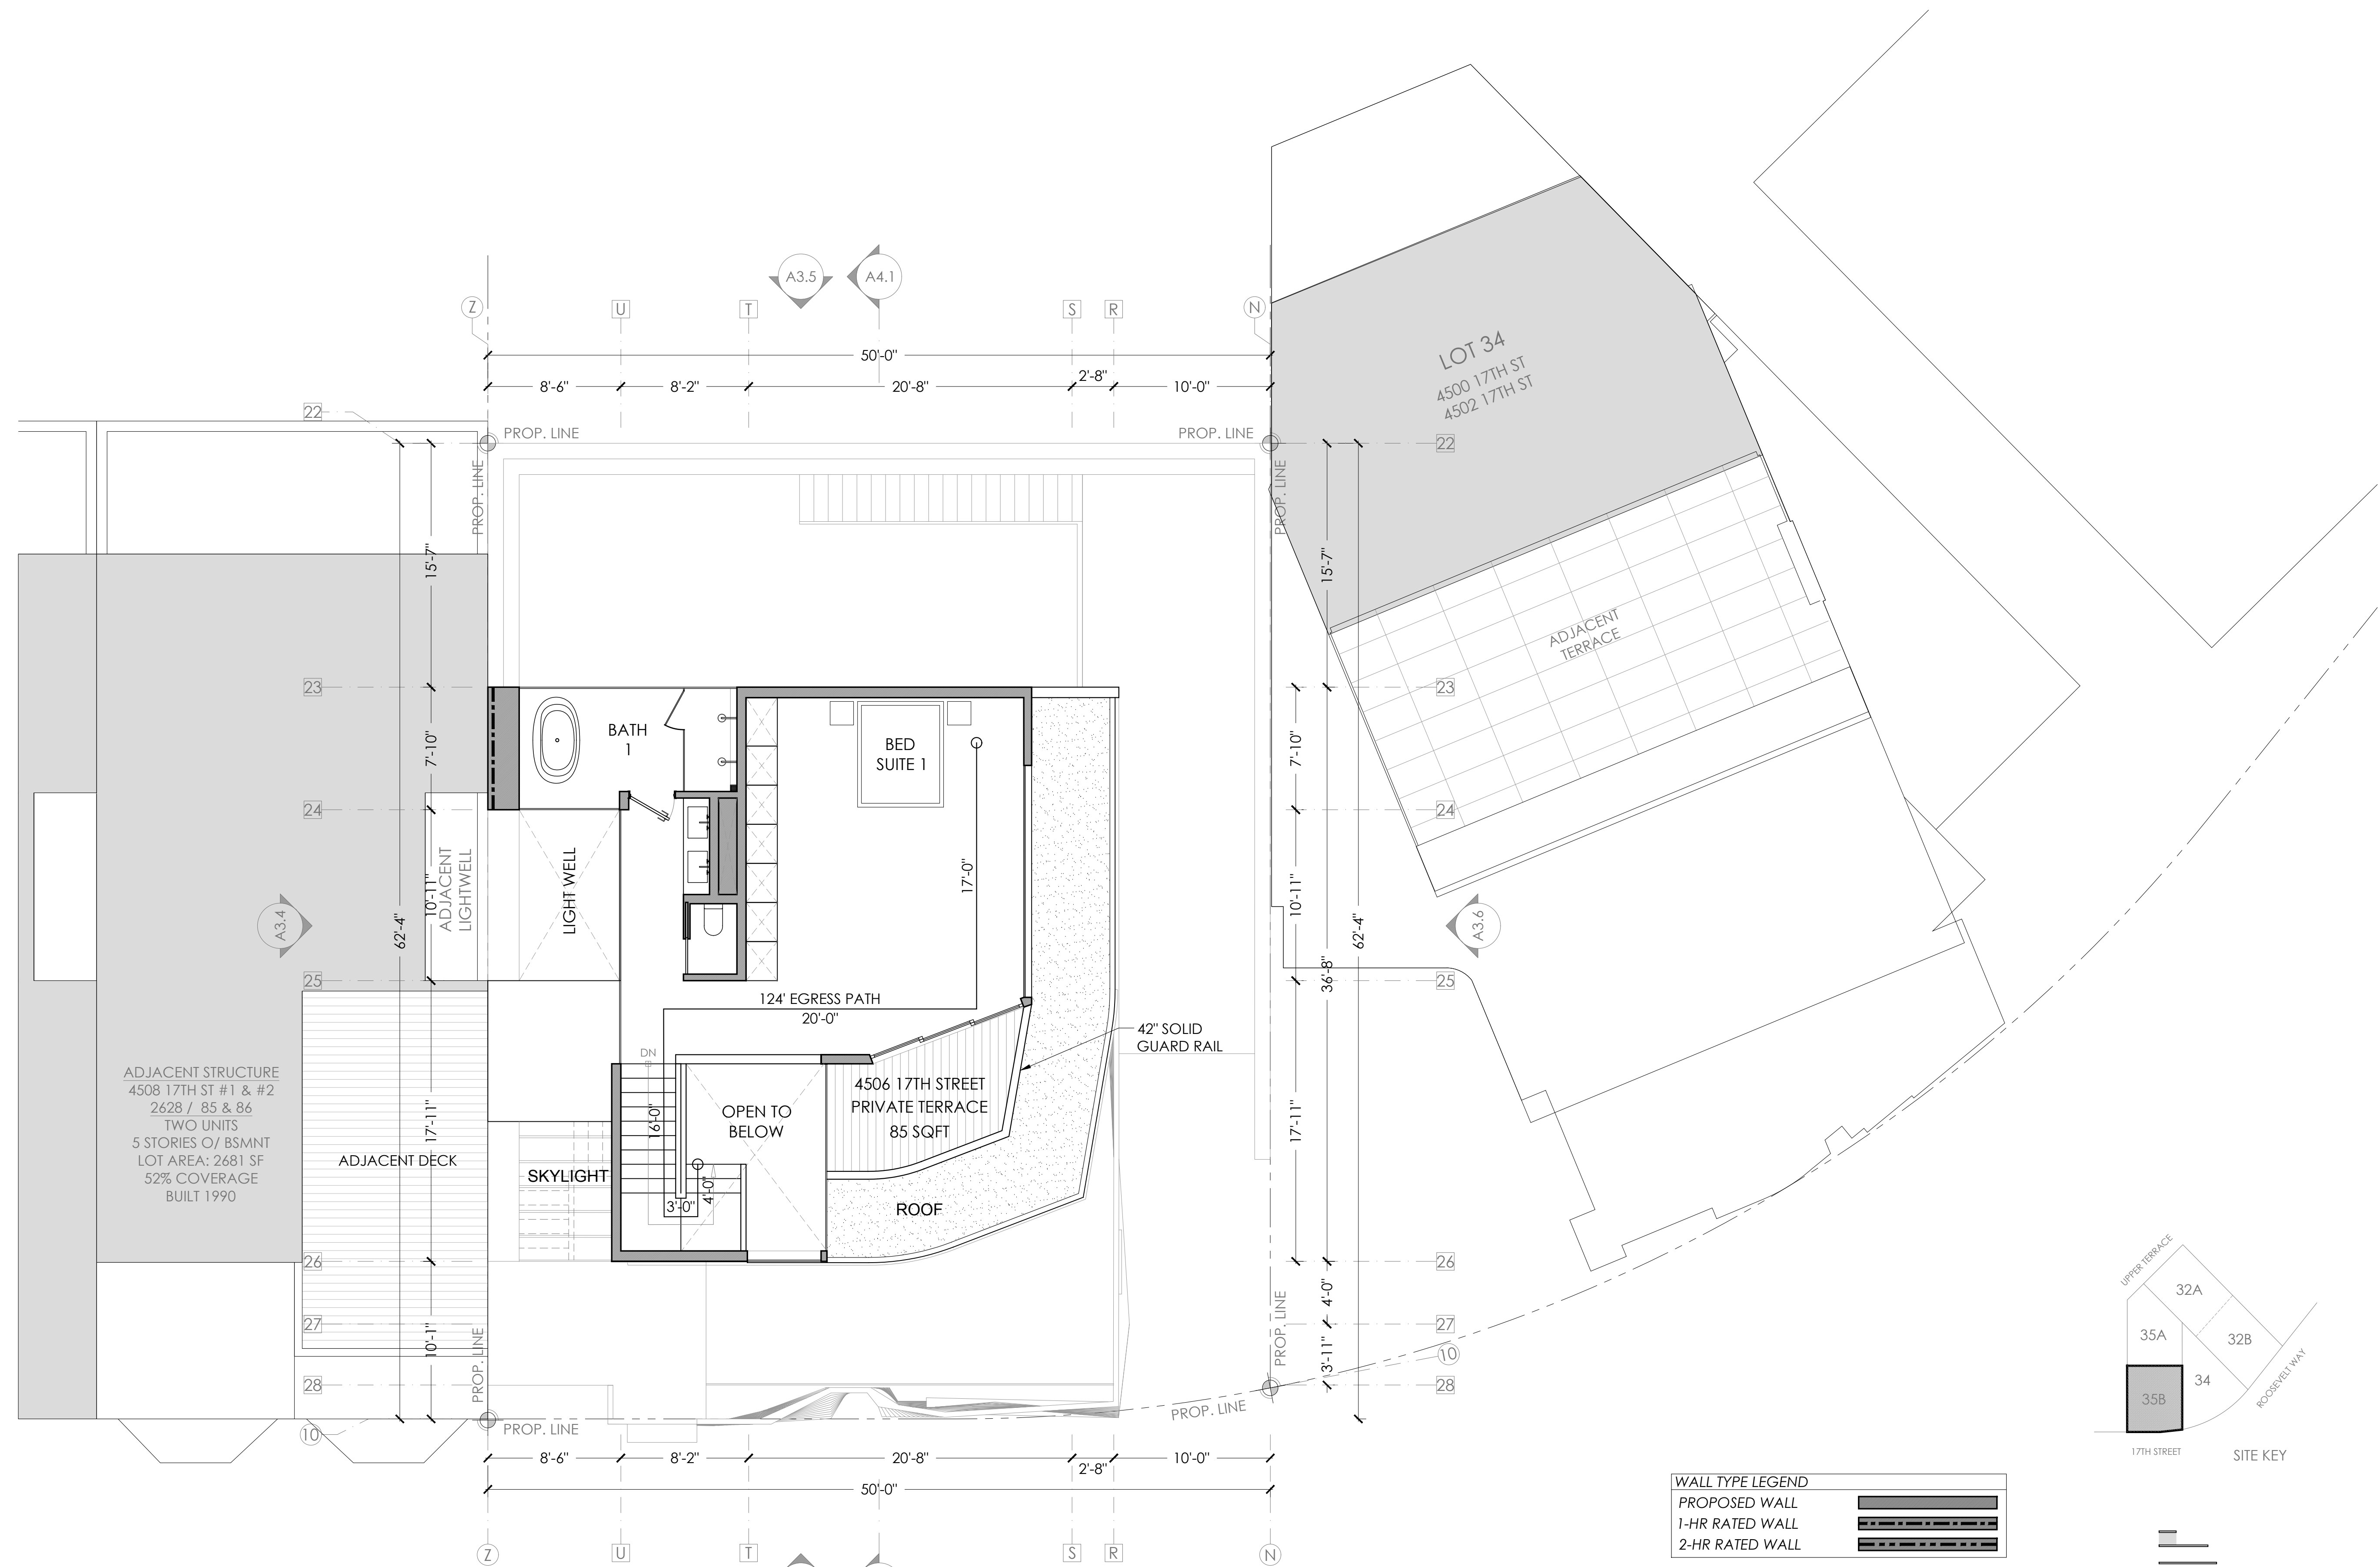 A3.5
A4.1
Z
U
T
S
R
N
50'-0"
8'-6"
8'-2"
20'-8"
2'-8"
10'-0"
22
PROP. LINE
PROP. LINE
22
PROP. LINE
PROP. LINE
LOT 34
4500 17TH ST
4502 17TH ST
15'-7"
15'-7"
ADJACENT
TERRACE
23
23
BATH
1
BED
SUITE 1
7'-10"
7'-10"
24
24
ADJACENT
LIGHTWELL
LIGHT WELL
10'-11"
62'-4"
17'-0"
10'-11"
62'-4"
A3.4
A3.6
36'-8"
25
25
124' EGRESS PATH
20'-0"
42" SOLID
GUARD RAIL
DN
ADJACENT STRUCTURE
4508 17TH ST #1 & #2
2628 / 85 & 86
TWO UNITS
5 STORIES O/ BSMNT
LOT AREA: 2681 SF
52% COVERAGE
BUILT 1990
17'-11"
16'-0"
OPEN TO
BELOW
4506 17TH STREET
PRIVATE TERRACE
85 SQFT
17'-11"
ADJACENT DECK
SKYLIGHT
3'-0"
4'-0"
ROOF
26
26
4'-0"
27
27
10'-1"
PROP. LINE
PROP. LINE
3'-11"
10
28
28
10
PROP. LINE
PROP. LINE
8'-6"
8'-2"
20'-8"
2'-8"
10'-0"
50'-0"
Z
U
T
S
R
N
UPPER TERRACE
32A
35A
32B
34
35B
ROOSEVELT WAY
17TH STREET
SITE KEY
WALL TYPE LEGEND
PROPOSED WALL
1-HR RATED WALL
2-HR RATED WALL